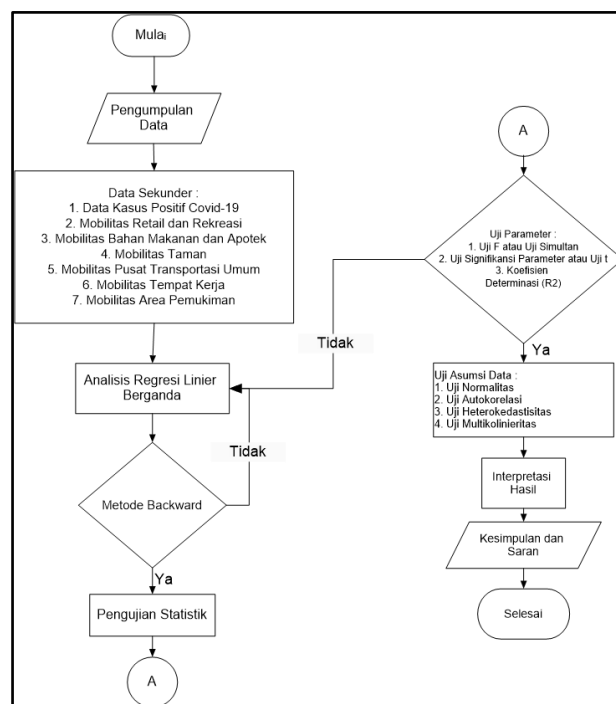 Mulai
Pengumpulan
Data
Data Sekunder :
1. Data Kasus Positif Covid-19
2. Mobilitas Retail dan Rekreasi
3. Mobilitas Bahan Makanan dan Apotek
4. Mobilitas Taman
5. Mobilitas Pusat Transportasi Umum
6. Mobilitas Tempat Kerja
7. Mobilitas Area Pemukiman
Analisis Regresi Linier
Berganda
Tidak
Metode Backward
Ya
Pengujian Statistik
A
A
Uji Parameter :
1. Uji F atau Uji Simultan
2. Uji Signifikansi Parameter atau Uji t
3. Koefisien
Determinasi (R2)
Tidak
Ya
Uji Asumsi Data :
1. Uji Normalitas
2. Uji Autokorelasi
3. Uji Heterokedastisitas
4. Uji Multikolinieritas
Interpretasi
Hasil
Kesimpulan dan
Saran
Selesai